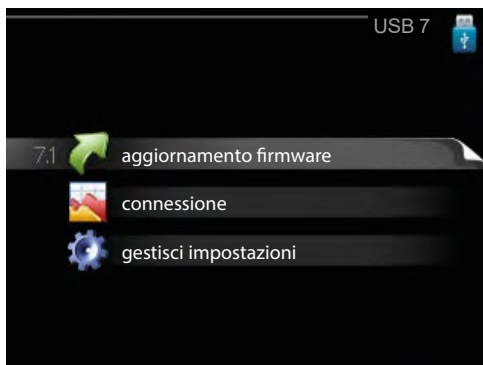 USB 7
7.1 aggiornamento firmware
connessione
gestisci impostazioni